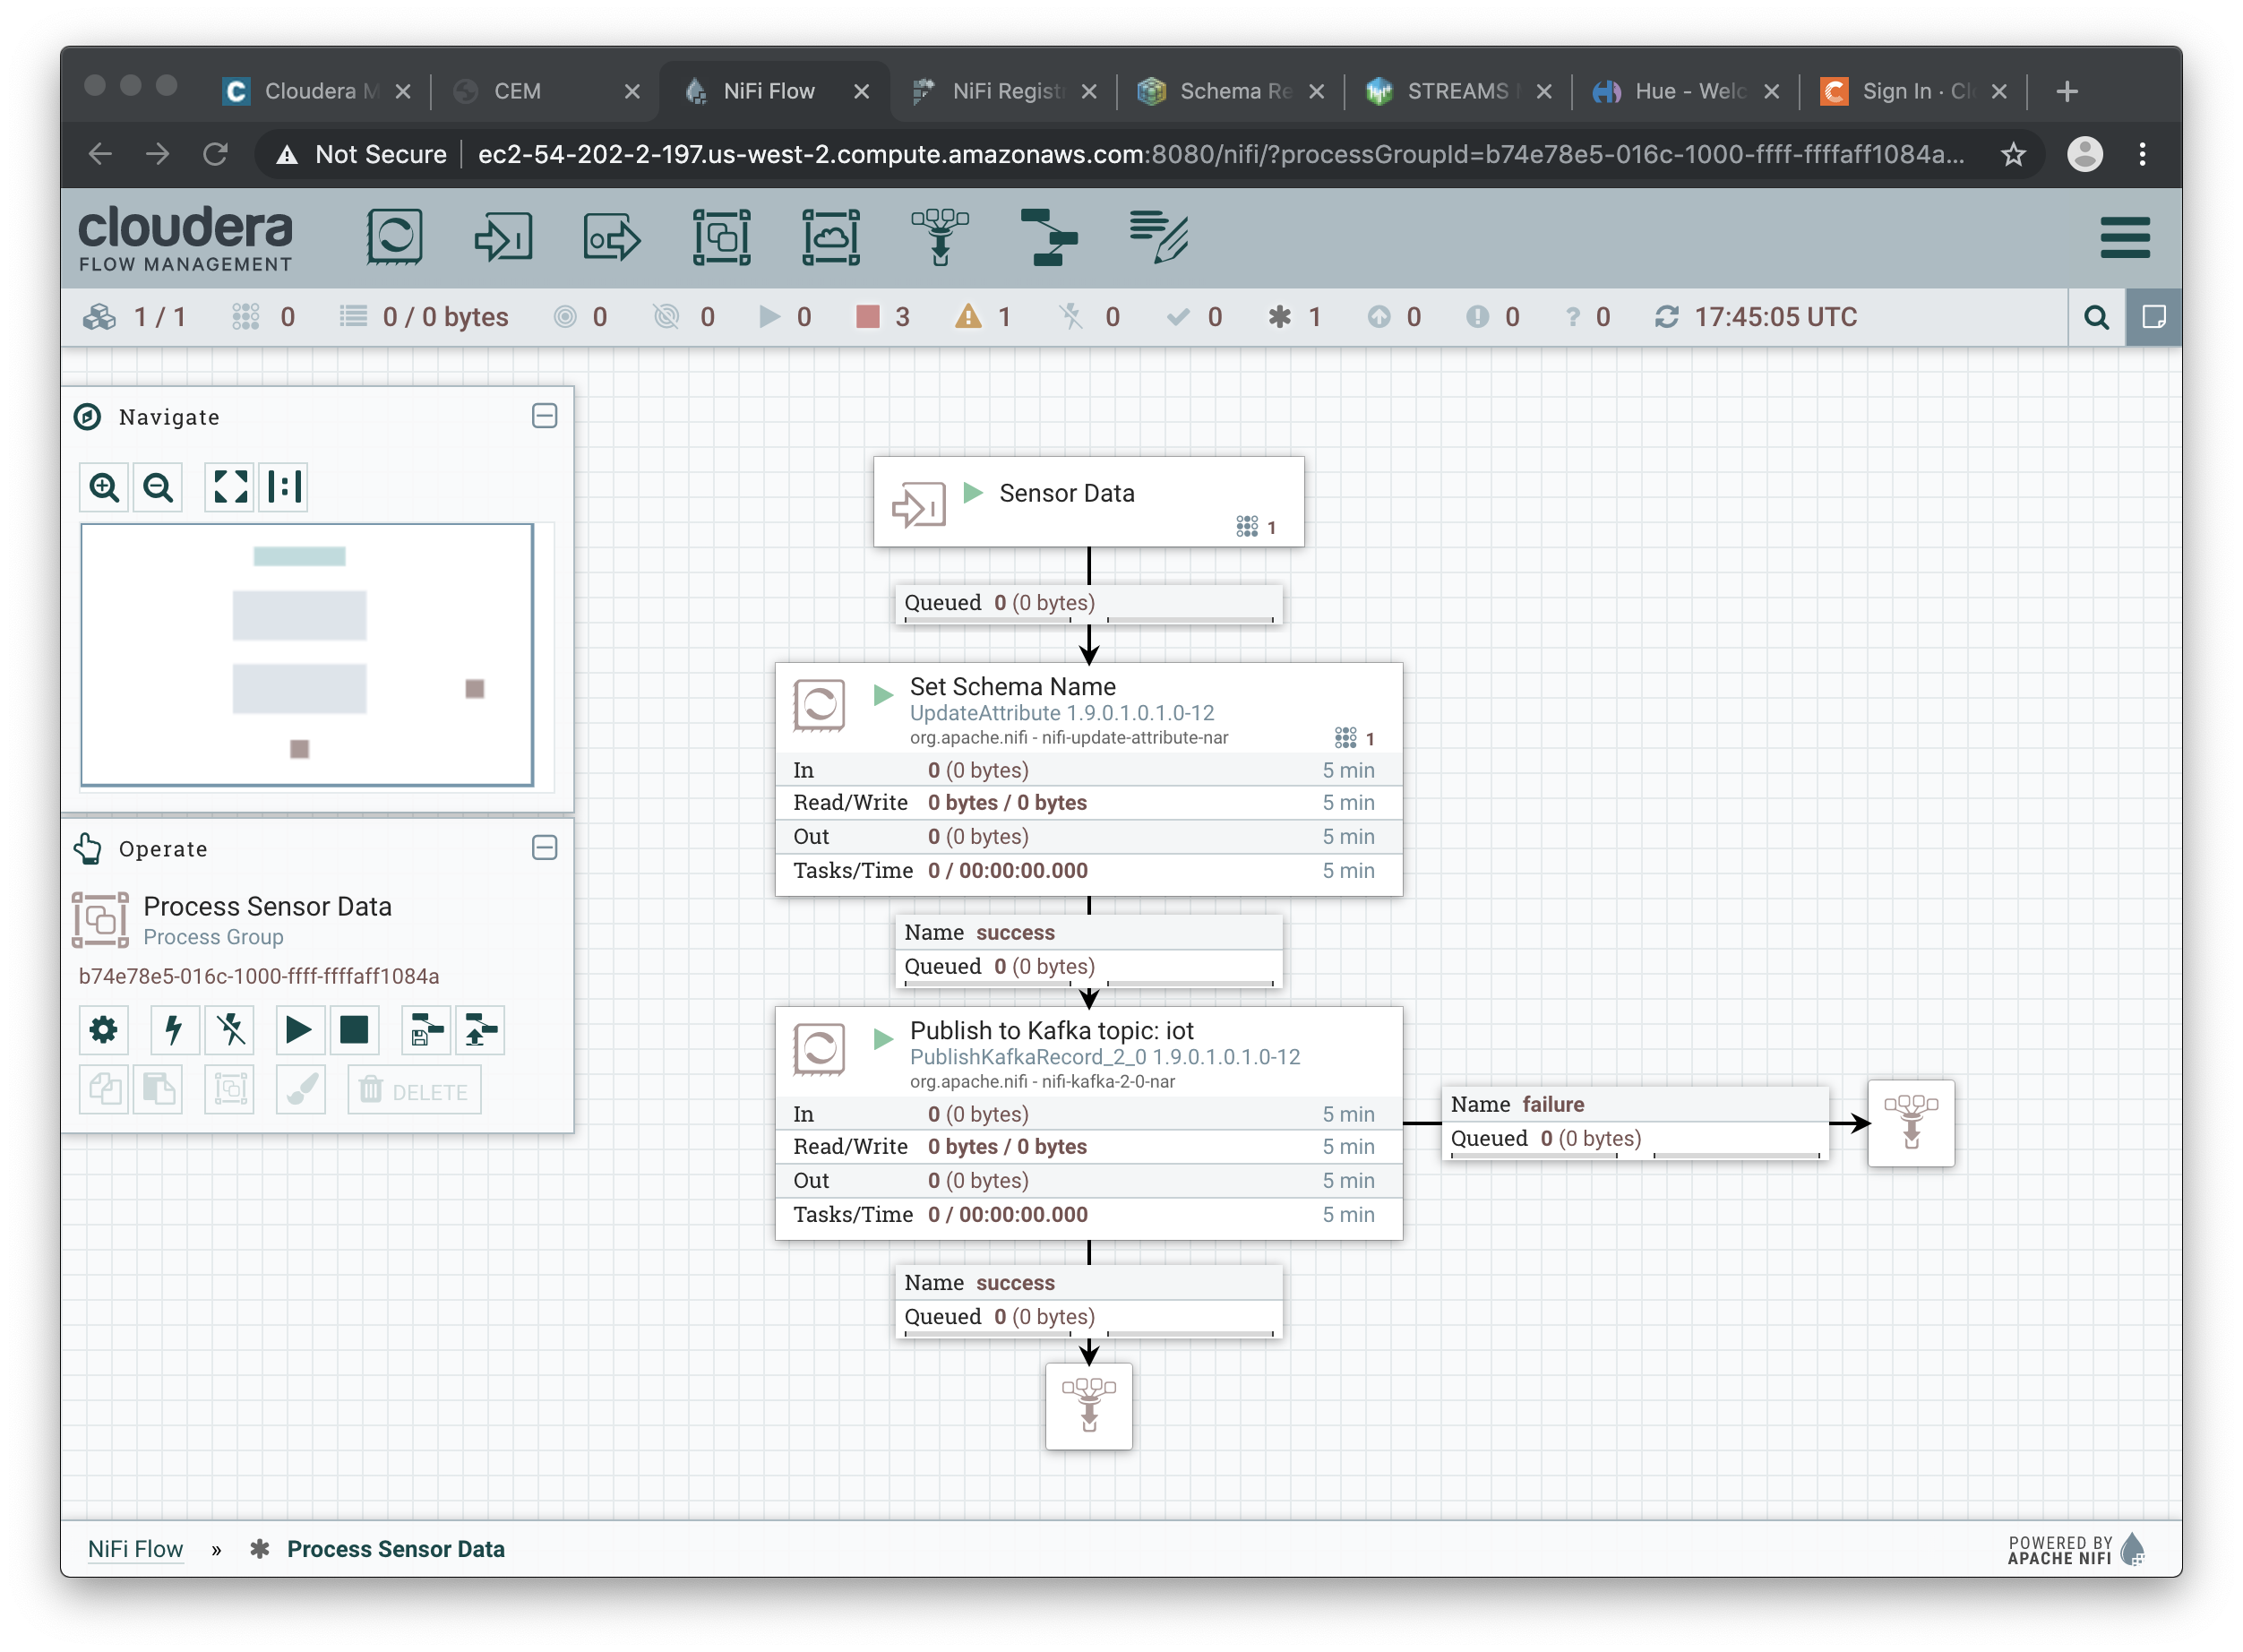 Cloudera M
CEM
NiFi Flow
NiFi Regist
Schema Re
STREAMS
Hue - Welc
Sign In · Cl
Not Secure
ec2-54-202-2-197.us-west-2.compute.amazonaws.com:8080/nifi/?processGroupId=b74e78e5-016c-1000-ffff-ffffaff1084a...
cloudera
FLOW MANAGEMENT
1 / 1 0 0 / 0 bytes 0 0 0 3 1 0 0 1 0 0 ? 0 17:45:05 UTC
Navigate
Operate
Process Sensor Data
Process Group
b74e78e5-016c-1000-ffff-ffffaff1084a
DELETE
Sensor Data
1
Queued 0 (0 bytes)
Set Schema Name
UpdateAttribute 1.9.0.1.0.1.0-12
org.apache.nifi - nifi-update-attribute-nar
1
In 0 (0 bytes) 5 min
Read/Write 0 bytes / 0 bytes 5 min
Out 0 (0 bytes) 5 min
Tasks/Time 0 / 00:00:00.000 5 min
Name success
Queued 0 (0 bytes)
Publish to Kafka topic: iot
PublishKafkaRecord_2_0 1.9.0.1.0.1.0-12
org.apache.nifi - nifi-kafka-2-0-nar
In 0 (0 bytes) 5 min
Read/Write 0 bytes / 0 bytes 5 min
Out 0 (0 bytes) 5 min
Tasks/Time 0 / 00:00:00.000 5 min
Name failure
Queued 0 (0 bytes)
Name success
Queued 0 (0 bytes)
NiFi Flow » Process Sensor Data
POWERED BY
APACHE NIFI